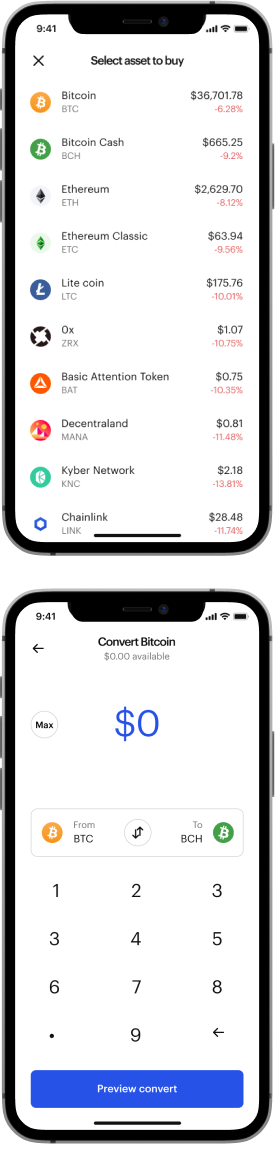 9:41
Select asset to buy
Bitcoin $36,701.78
BTC -6.28%
Bitcoin Cash $665.25
BCH -9.2%
Ethereum $2,629.70
ETH -8.12%
Ethereum Classic $63.94
ETC -9.56%
Lite coin $175.76
LTC -10.01%
0x $1.07
ZRX -10.75%
Basic Attention Token $0.75
BAT -10.35%
Decentraland $0.81
MANA -11.48%
Kyber Network $2.18
KNC -13.81%
Chainlink $28.48
LINK -11.74%
9:41
Convert Bitcoin
$0.00 available
Max $0
From To
BTC BCH
1 2 3
3 4 5
6 7 8
. 9
Preview convert